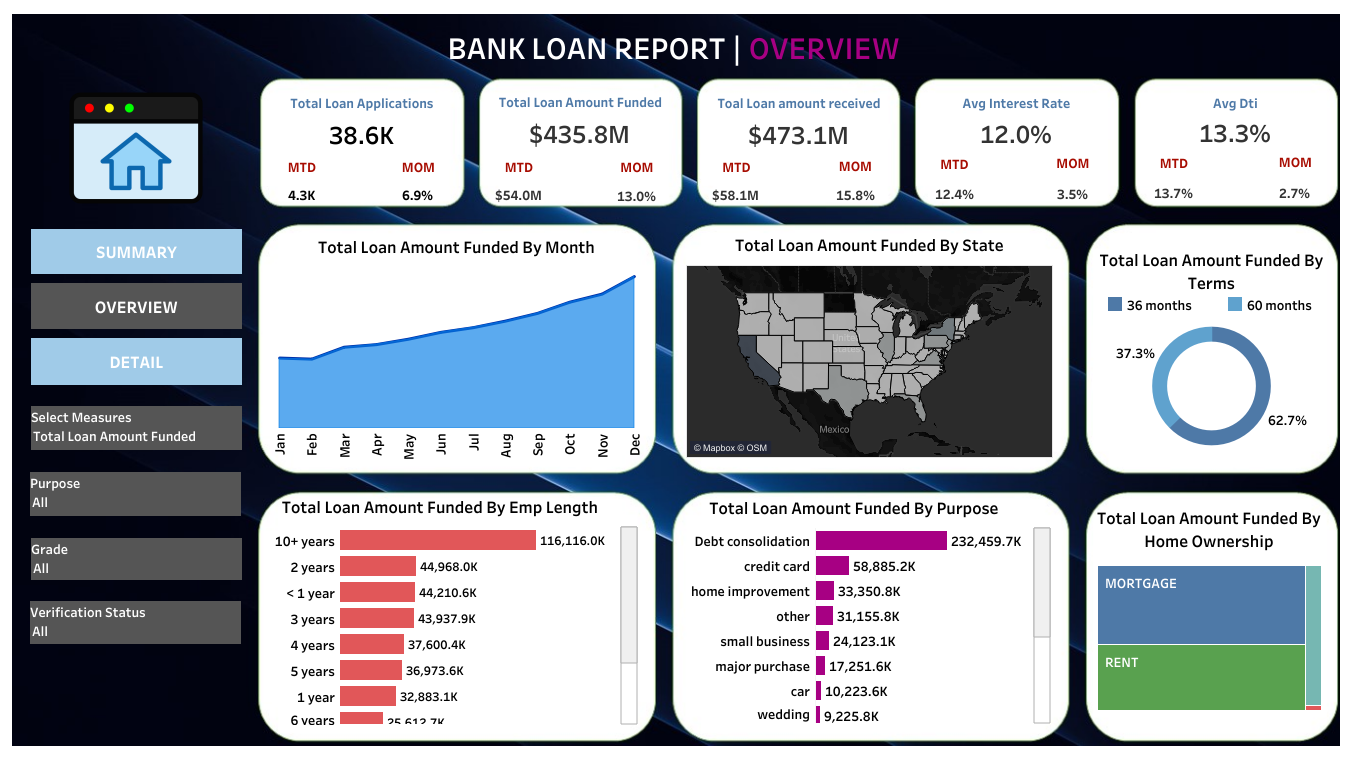 BANK LOAN REPORT | OVERVIEW
Total Loan Applications
38.6K
MTD MOM
4.3K 6.9%
Total Loan Amount Funded
$435.8M
MTD MOM
$54.0M 13.0%
Toal Loan amount received
$473.1M
MTD MOM
$58.1M 15.8%
Avg Interest Rate
12.0%
MTD MOM
12.4% 3.5%
Avg Dti
13.3%
MTD MOM
13.7% 2.7%
SUMMARY
OVERVIEW
DETAIL
Select Measures
Total Loan Amount Funded
Purpose
All
Grade
All
Verification Status
All
Total Loan Amount Funded By Month
Jan Feb Mar Apr May Jun Jul Aug Sep Oct Nov Dec
Total Loan Amount Funded By State
United
States
Mexico
© Mapbox © OSM
Total Loan Amount Funded By
Terms
36 months 60 months
37.3%
62.7%
Total Loan Amount Funded By Emp Length
10+ years 116,116.0K
2 years 44,968.0K
< 1 year 44,210.6K
3 years 43,937.9K
4 years 37,600.4K
5 years 36,973.6K
1 year 32,883.1K
6 years 25,612.7K
Total Loan Amount Funded By Purpose
Debt consolidation 232,459.7K
credit card 58,885.2K
home improvement 33,350.8K
other 31,155.8K
small business 24,123.1K
major purchase 17,251.6K
car 10,223.6K
wedding 9,225.8K
Total Loan Amount Funded By
Home Ownership
MORTGAGE
RENT